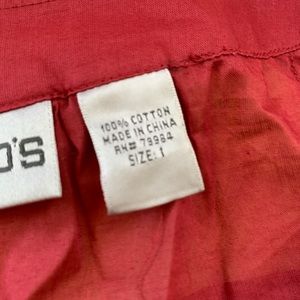 O'S
100% COTTON
MADE IN CHINA
RN# 79984
SIZE: 1